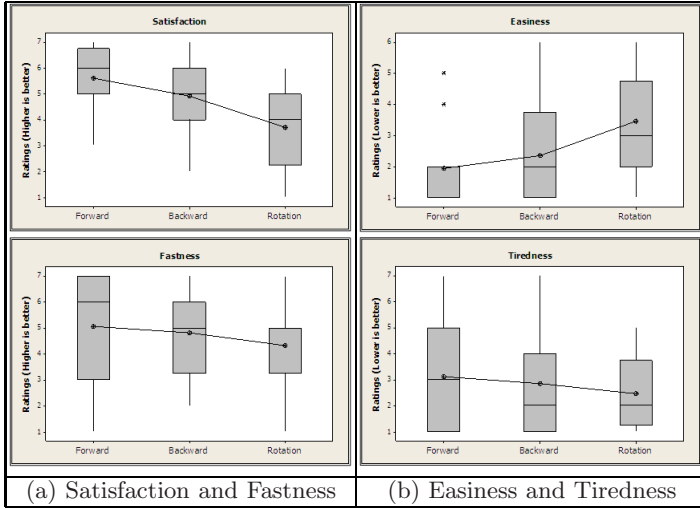 Satisfaction
Ratings (Higher is better)
7
6
5
4
3
2
1
Forward Backward Rotation
Easiness
Ratings (Lower is better)
6
5
4
3
2
1
Forward Backward Rotation
Fastness
Ratings (Higher is better)
7
6
5
4
3
2
1
Forward Backward Rotation
Tiredness
Ratings (Lower is better)
7
6
5
4
3
2
1
Forward Backward Rotation
(a) Satisfaction and Fastness
(b) Easiness and Tiredness